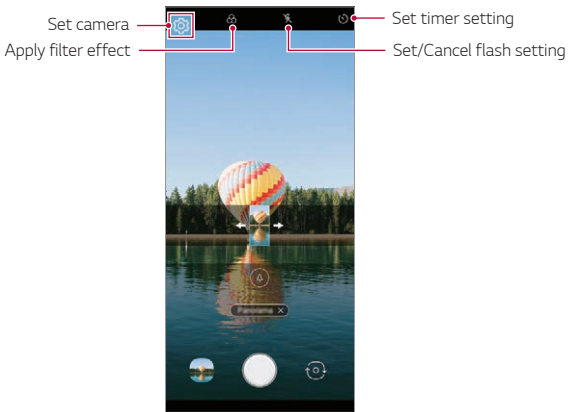 Set camera
Set timer setting
Apply filter effect
Set/Cancel flash setting
Panorama